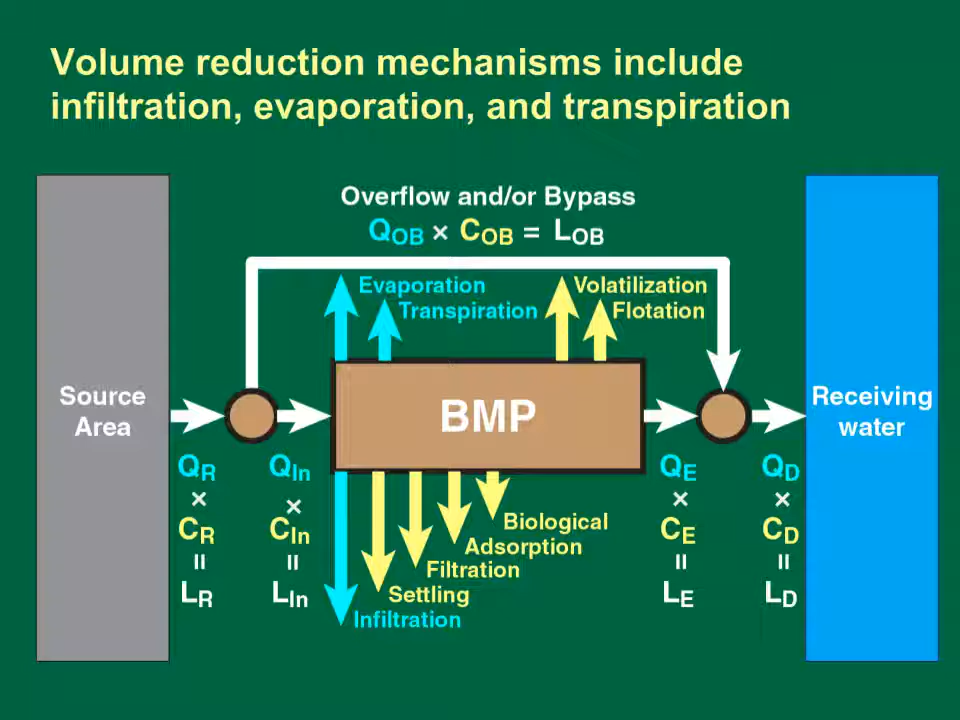 Volume reduction mechanisms include
infiltration, evaporation, and transpiration
Overflow and/or Bypass
QOB × COB = LOB
Evaporation
Transpiration
Volatilization
Flotation
Source
Area
BMP
Receiving
water
QR
×
CR
=
LR
QIn
×
CIn
=
LIn
QE
×
CE
=
LE
QD
×
CD
=
LD
Biological
Adsorption
Filtration
Settling
Infiltration